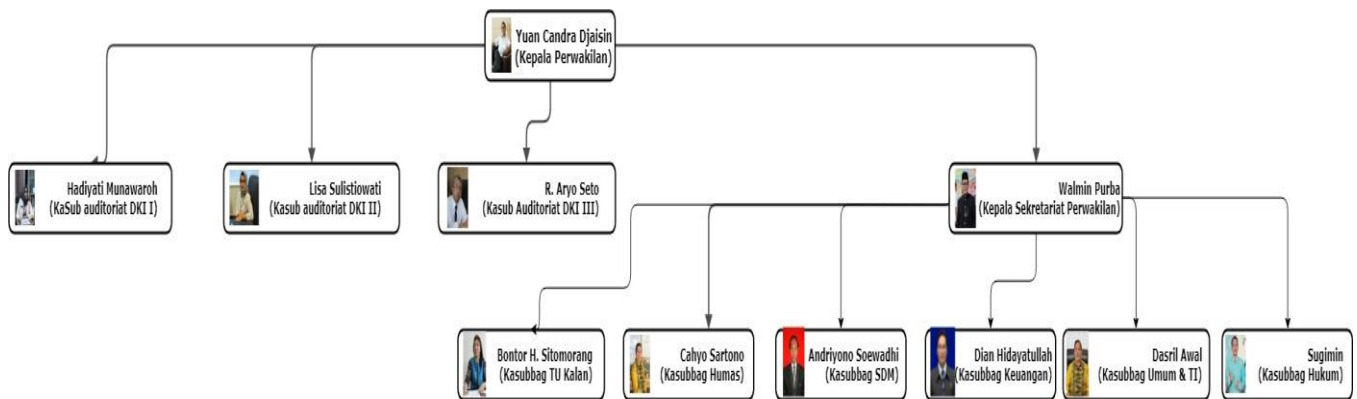 Yuan Candra Djaisin
(Kepala Perwakilan)
Hadiyati Munawaroh
(KaSub auditoriat DKI I)
Lisa Sulistiowati
(Kasub auditoriat DKI II)
R. Aryo Seto
(Kasub Auditoriat DKI III)
Walmin Purba
(Kepala Sekretariat Perwakilan)
Bontor H. Sitomorang
(Kasubbag TU Kalan)
Cahyo Sartono
(Kasubbag Humas)
Andriyono Soewadhi
(Kasubbag SDM)
Dian Hidayatullah
(Kasubbag Keuangan)
Dasril Awal
(Kasubbag Umum & TI)
Sugimin
(Kasubbag Hukum)